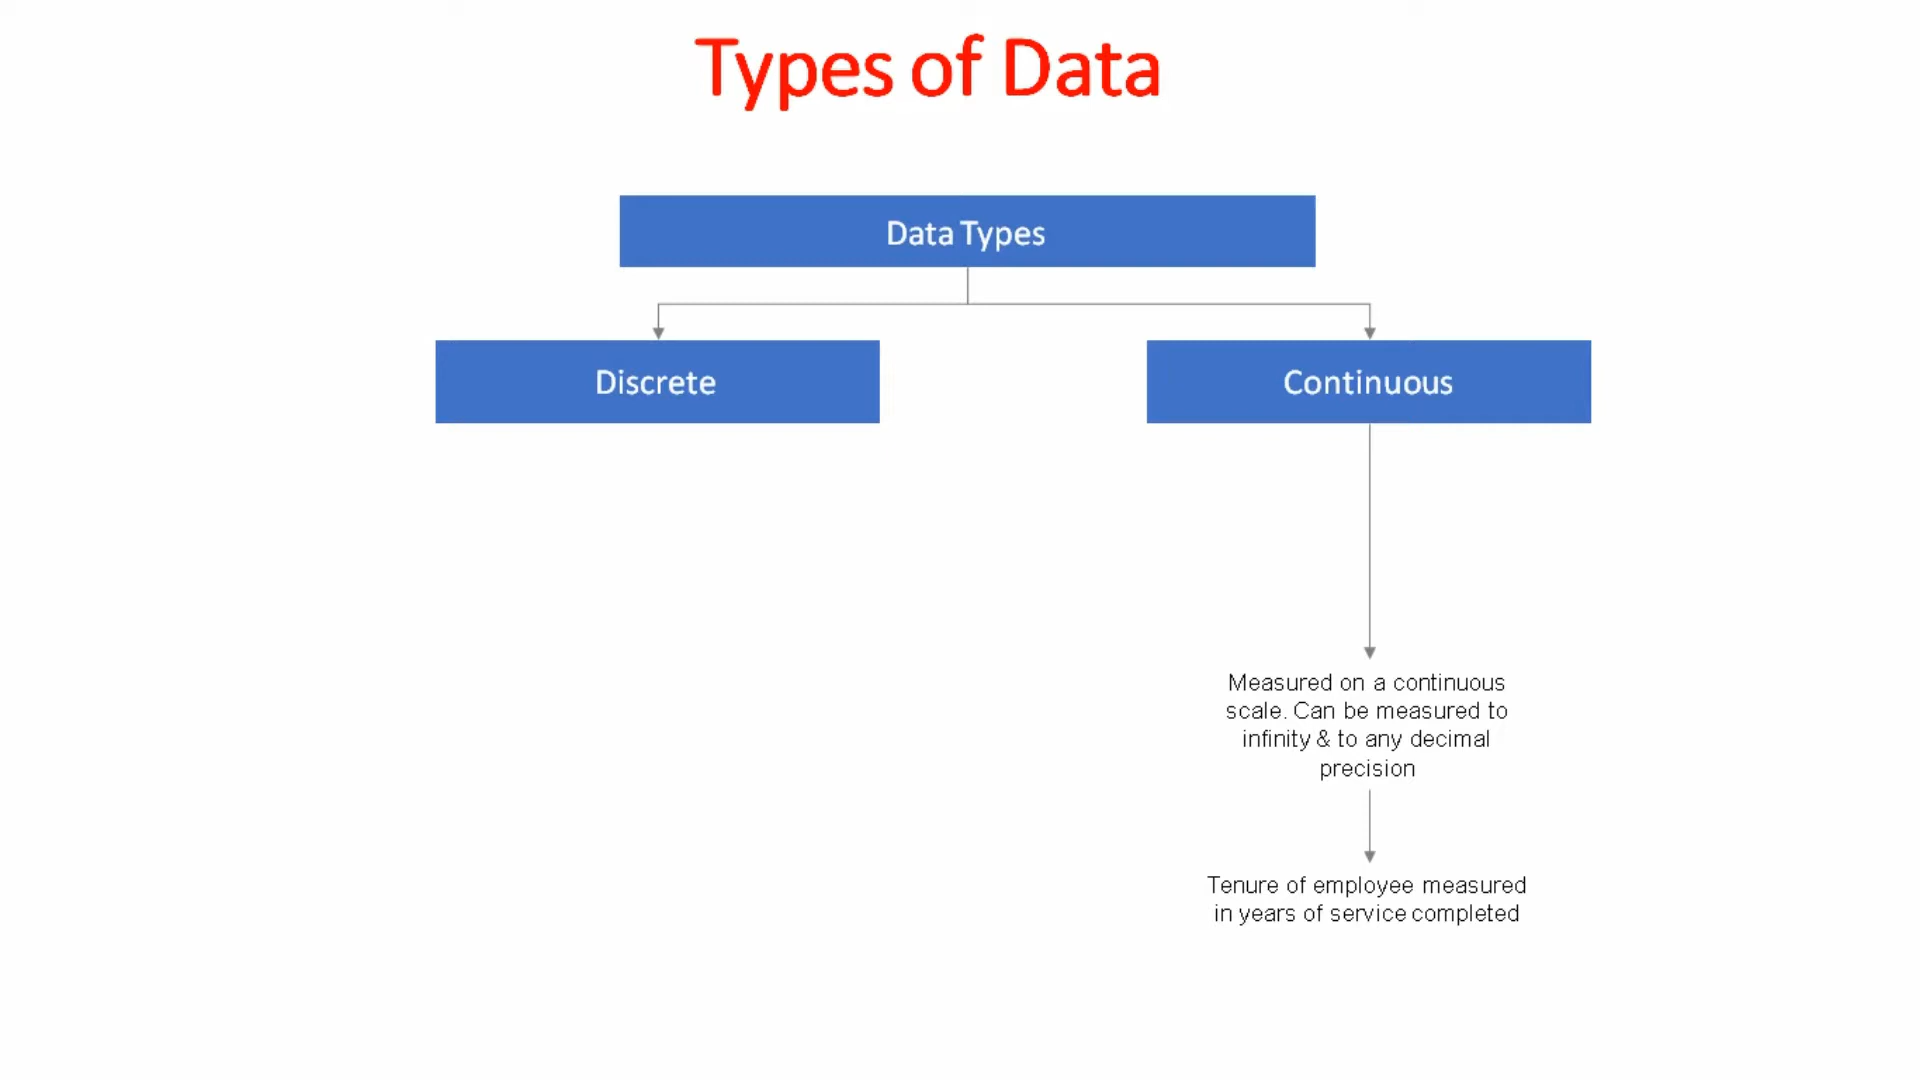 Types of Data
Data Types
Discrete
Continuous
Measured on a continuous
scale. Can be measured to
infinity & to any decimal
precision
Tenure of employee measured
in years of service completed